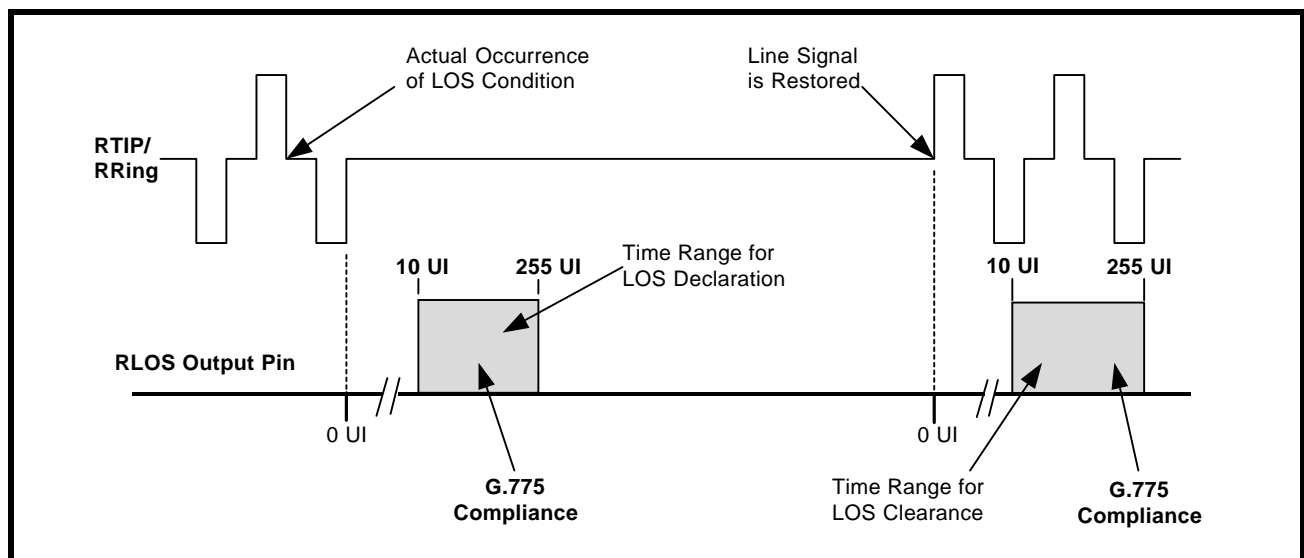 Actual Occurrence
of LOS Condition
Line Signal
is Restored
RTIP/
RRing
Time Range for
LOS Declaration
10 UI
255 UI
10 UI
255 UI
RLOS Output Pin
0 UI
0 UI
G.775
Compliance
Time Range for
LOS Clearance
G.775
Compliance